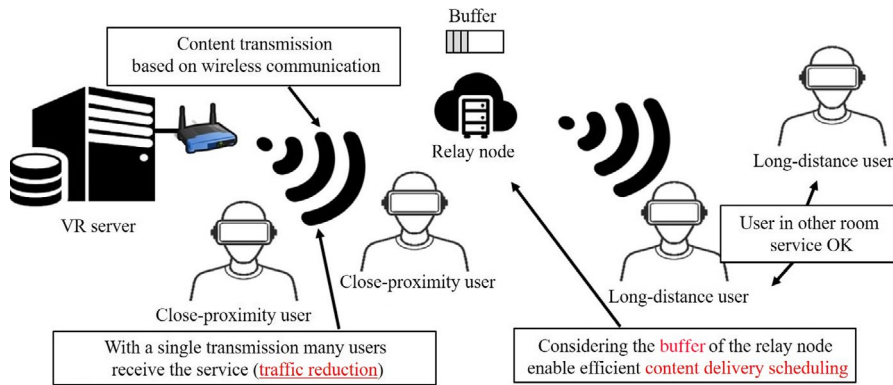 Buffer
Content transmission
based on wireless communication
Relay node
Long-distance user
VR server
User in other room
service OK
Close-proximity user
Long-distance user
Close-proximity user
With a single transmission many users
receive the service (traffic reduction)
Considering the buffer of the relay node
enable efficient content delivery scheduling